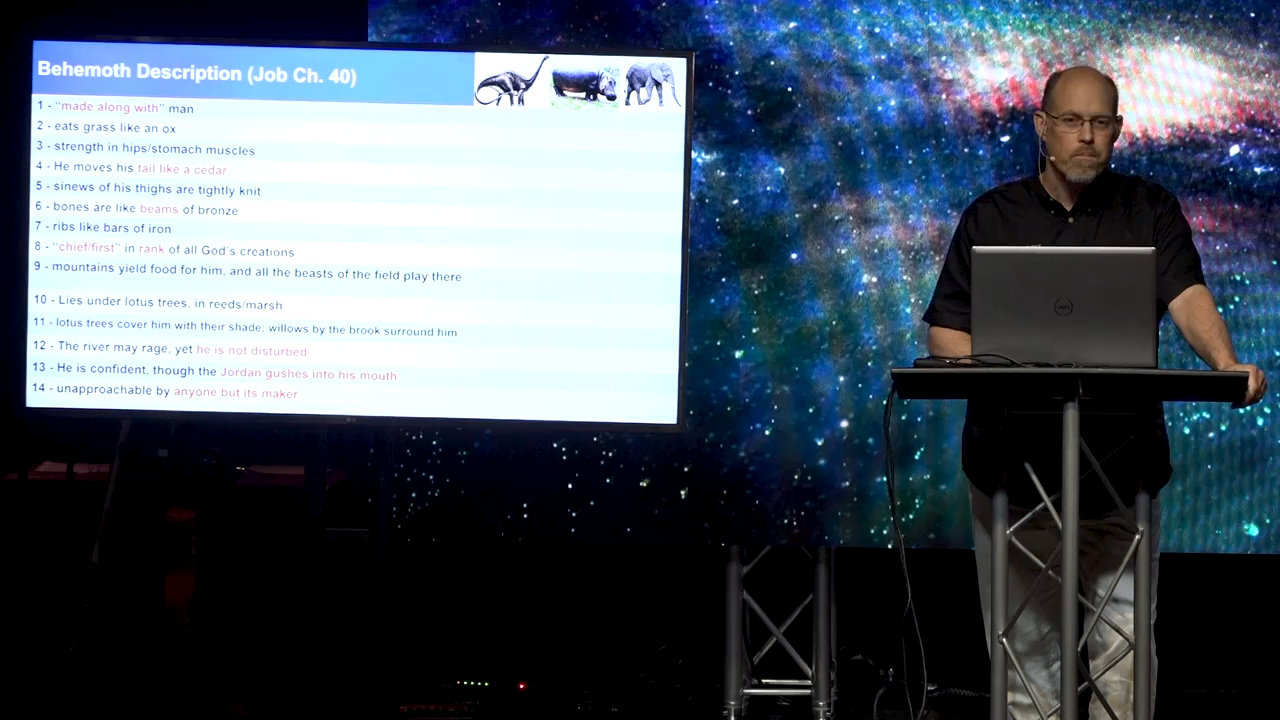 Behemoth Description (Job Ch. 40)
1 - "made along with" man
2 - eats grass like an ox
3 - strength in hips/stomach muscles
4 - He moves his tail like a cedar
5 - sinews of his thighs are tightly knit
6 - bones are like beams of bronze
7 - ribs like bars of iron
8 - "chief/first" in rank of all God's creations
9 - mountains yield food for him, and all the beasts of the field play there
10 - Lies under lotus trees, in reeds/marsh
11 - lotus trees cover him with their shade; willows by the brook surround him
12 - The river may rage, yet he is not disturbed
13 - He is confident, though the Jordan gushes into his mouth
14 - unapproachable by anyone but its maker
DELL